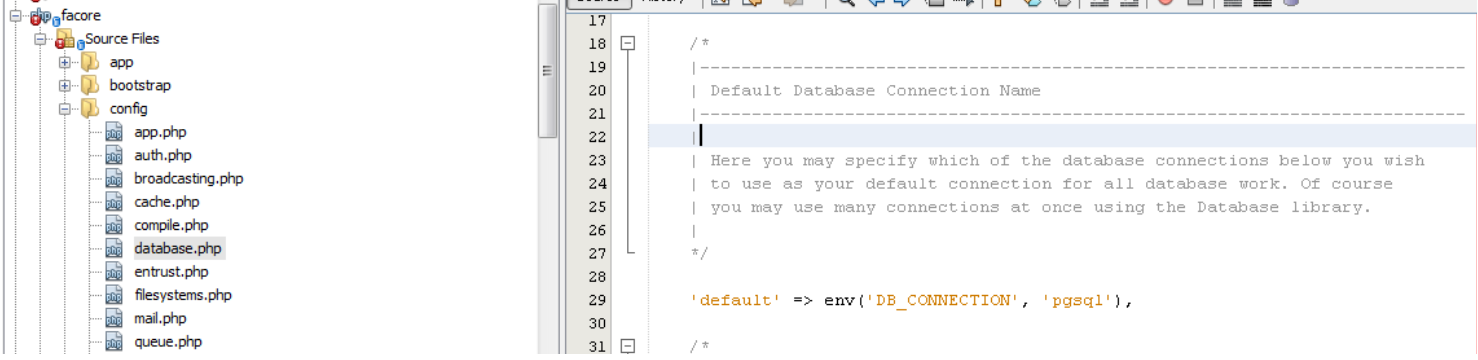 facore
Source Files
app
bootstrap
config
app.php
auth.php
broadcasting.php
cache.php
compile.php
database.php
entrust.php
filesystems.php
mail.php
queue.php
17
18 /*
19 |--------------------------------------------------------------------------
20 | Default Database Connection Name
21 |--------------------------------------------------------------------------
22 |
23 | Here you may specify which of the database connections below you wish
24 | to use as your default connection for all database work. Of course
25 | you may use many connections at once using the Database library.
26 |
27 */
28
29 'default' => env('DB_CONNECTION', 'pgsql'),
30
31 /*